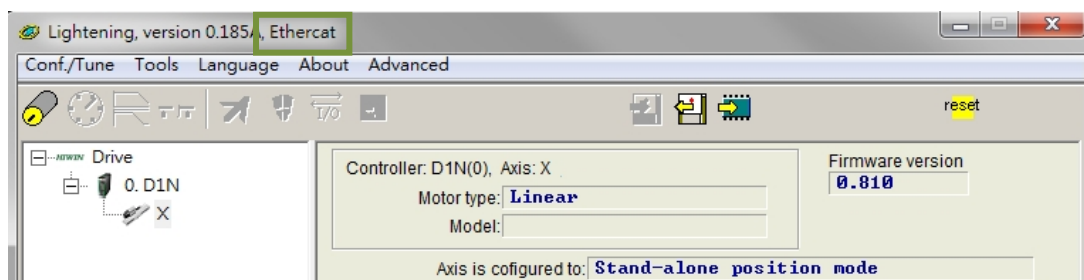 Lightening, version 0.185A, Ethercat
Conf./Tune Tools Language About Advanced
I/O
reset
HIWIN Drive
0. D1N
X
Controller: D1N(0), Axis: X
Motor type: Linear
Model:
Firmware version
0.810
Axis is cofigured to: Stand-alone position mode